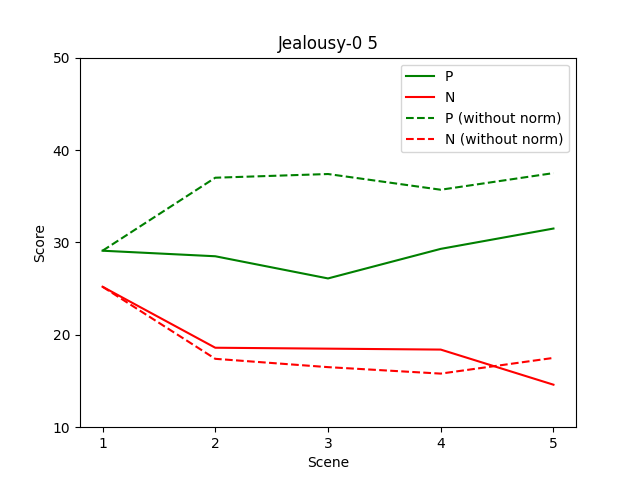 Jealousy-0 5
P
N
P (without norm)
N (without norm)
50
40
30
20
10
Score
1 2 3 4 5
Scene